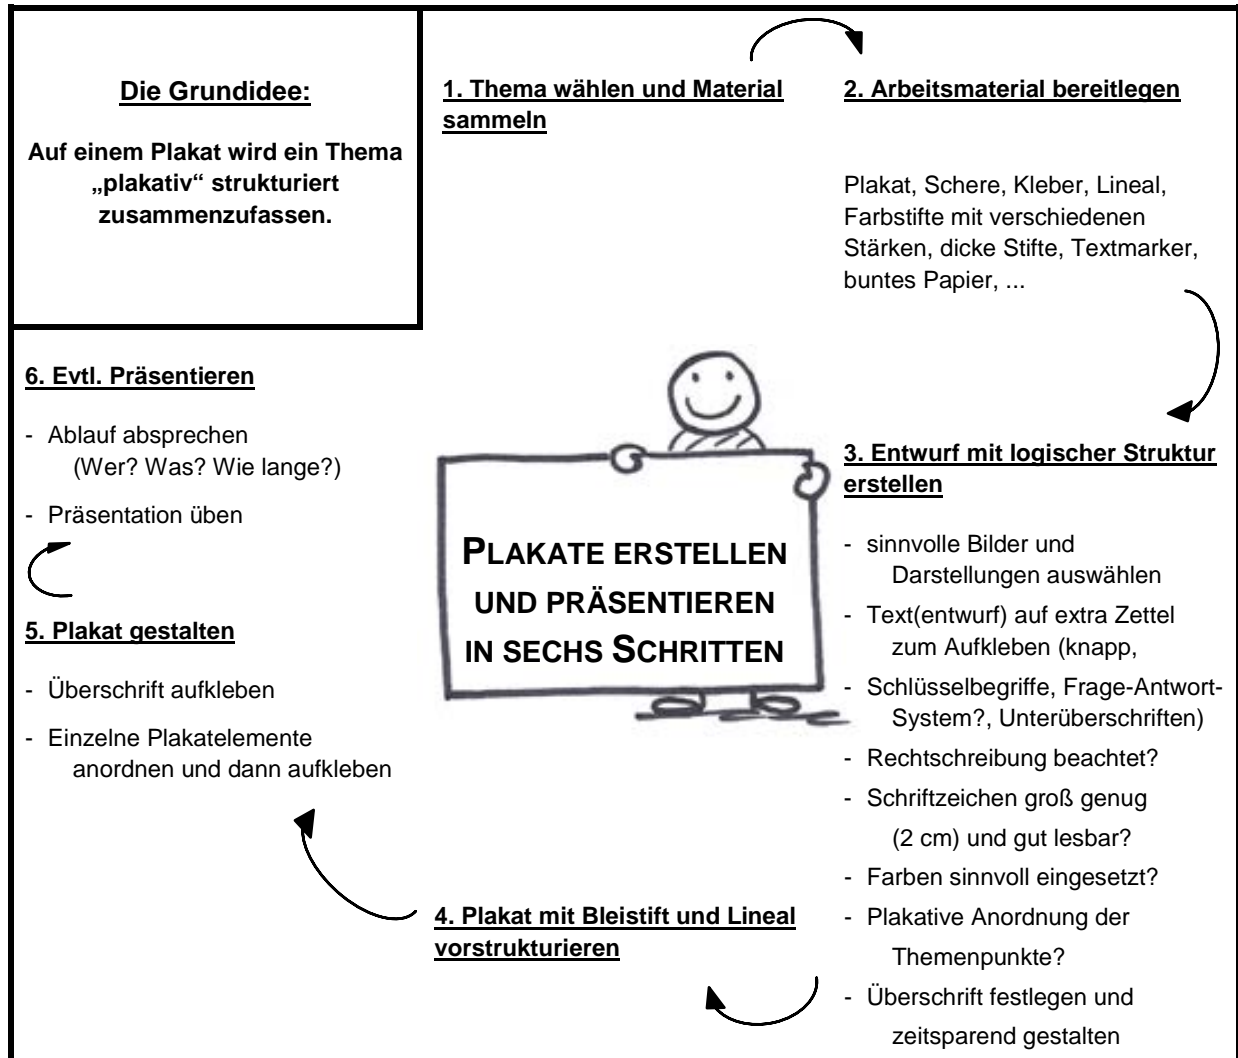 Die Grundidee:
Auf einem Plakat wird ein Thema
„plakativ“ strukturiert
zusammenzufassen.
1. Thema wählen und Material
sammeln
2. Arbeitsmaterial bereitlegen
Plakat, Schere, Kleber, Lineal,
Farbstifte mit verschiedenen
Stärken, dicke Stifte, Textmarker,
buntes Papier, ...
3. Entwurf mit logischer Struktur
erstellen
- sinnvolle Bilder und
Darstellungen auswählen
- Text(entwurf) auf extra Zettel
zum Aufkleben (knapp,
- Schlüsselbegriffe, Frage-Antwort-
System?, Unterüberschriften)
- Rechtschreibung beachtet?
- Schriftzeichen groß genug
(2 cm) und gut lesbar?
- Farben sinnvoll eingesetzt?
- Plakative Anordnung der
Themenpunkte?
- Überschrift festlegen und
zeitsparend gestalten
4. Plakat mit Bleistift und Lineal
vorstrukturieren
5. Plakat gestalten
- Überschrift aufkleben
- Einzelne Plakatelemente
anordnen und dann aufkleben
6. Evtl. Präsentieren
- Ablauf absprechen
(Wer? Was? Wie lange?)
- Präsentation üben
PLAKATE ERSTELLEN
UND PRÄSENTIEREN
IN SECHS SCHRITTEN